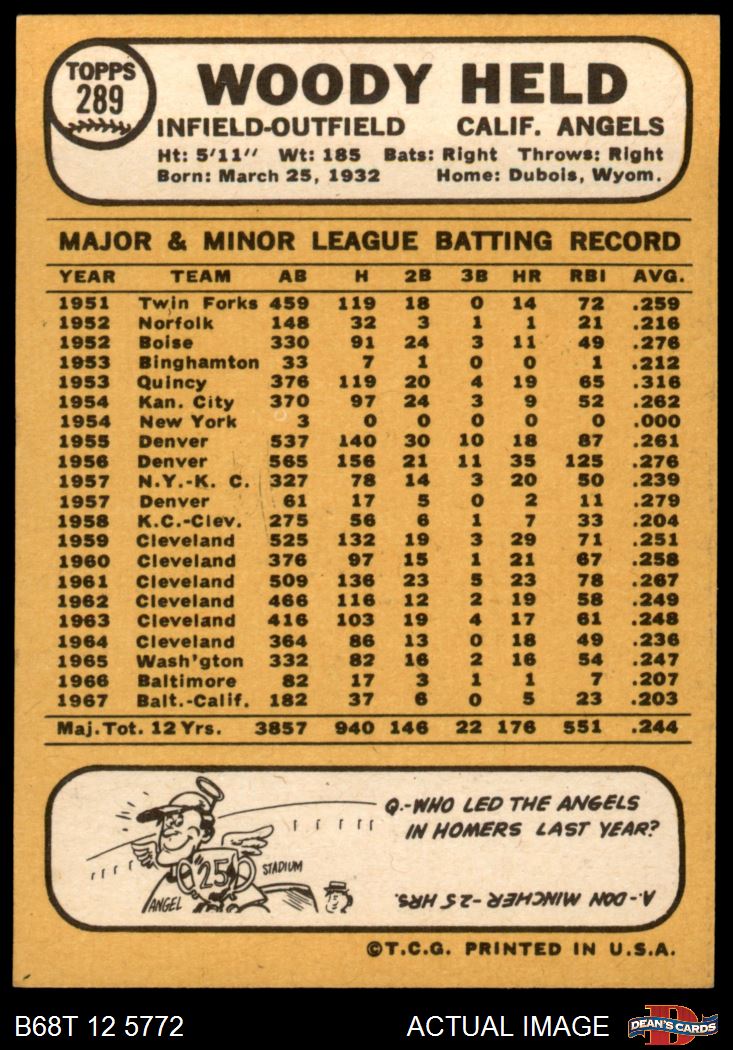 TOPPS
289
WOODY HELD
INFIELD-OUTFIELD CALIF. ANGELS
Ht: 5'11" Wt: 185 Bats: Right Throws: Right
Born: March 25, 1932 Home: Dubois, Wyom.
MAJOR & MINOR LEAGUE BATTING RECORD
YEAR TEAM AB H 2B 3B HR RBI AVG.
1951 Twin Forks 459 119 18 0 14 72 .259
1952 Norfolk 148 32 3 1 1 21 .216
1952 Boise 330 91 24 3 11 49 .276
1953 Binghamton 33 7 1 0 0 1 .212
1953 Quincy 376 119 20 4 19 65 .316
1954 Kan. City 370 97 24 3 9 52 .262
1954 New York 3 0 0 0 0 0 .000
1955 Denver 537 140 30 10 18 87 .261
1956 Denver 565 156 21 11 35 125 .276
1957 N.Y.-K. C. 327 78 14 3 20 50 .239
1957 Denver 61 17 5 0 2 11 .279
1958 K.C.-Clev. 275 56 6 1 7 33 .204
1959 Cleveland 525 132 19 3 29 71 .251
1960 Cleveland 376 97 15 1 21 67 .258
1961 Cleveland 509 136 23 5 23 78 .267
1962 Cleveland 466 116 12 2 19 58 .249
1963 Cleveland 416 103 19 4 17 61 .248
1964 Cleveland 364 86 13 0 18 49 .236
1965 Wash'gton 332 82 16 2 16 54 .247
1966 Baltimore 82 17 3 1 1 7 .207
1967 Balt.-Calif. 182 37 6 0 5 23 .203
Maj. Tot. 12 Yrs. 3857 940 146 22 176 551 .244
Q.-WHO LED THE ANGELS
IN HOMERS LAST YEAR?
25
STADIUM
ANGEL
A.-DON MINCHER-25 HRS.
©T.C.G. PRINTED IN U.S.A.
B68T 12 5772 ACTUAL IMAGE
D
DEAN'S CARDS